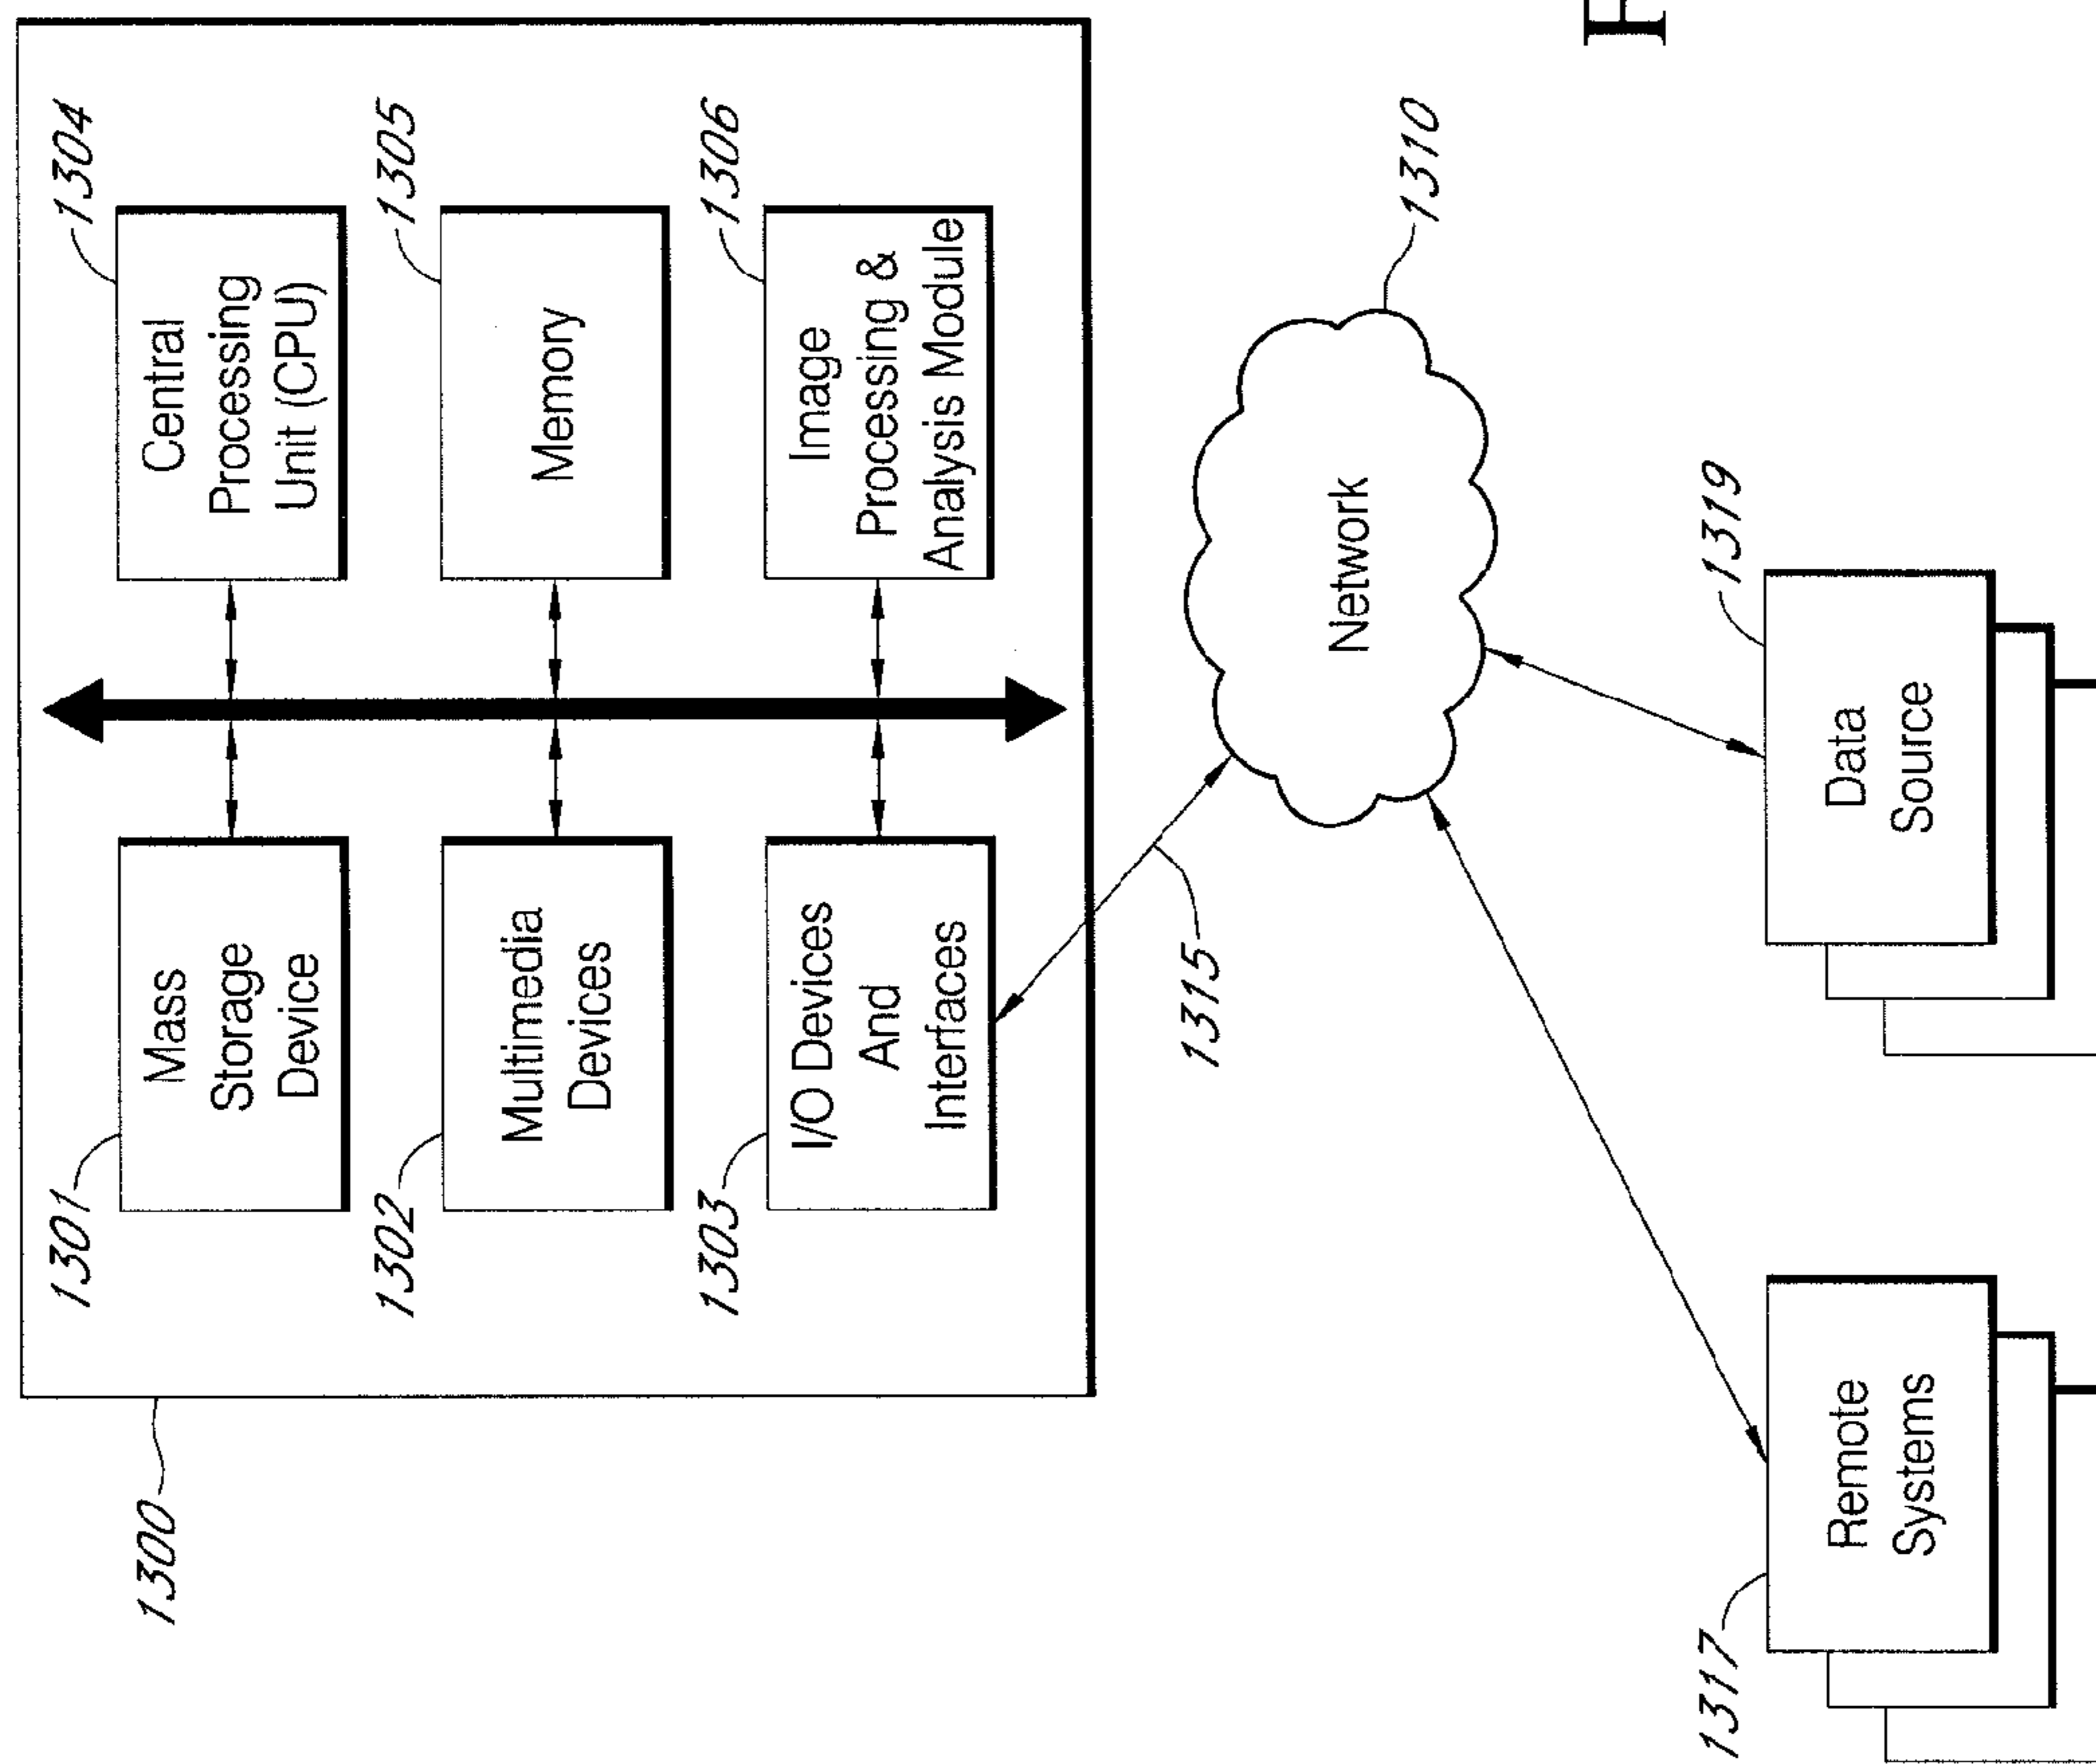 1300
1301
Mass
Storage
Device
1304
Central
Processing
Unit (CPU)
1302
Multimedia
Devices
1305
Memory
1303
I/O Devices
And
Interfaces
1306
Image
Processing &
Analysis Module
1315
Network
1310
1317
Remote
Systems
1319
Data
Source
F